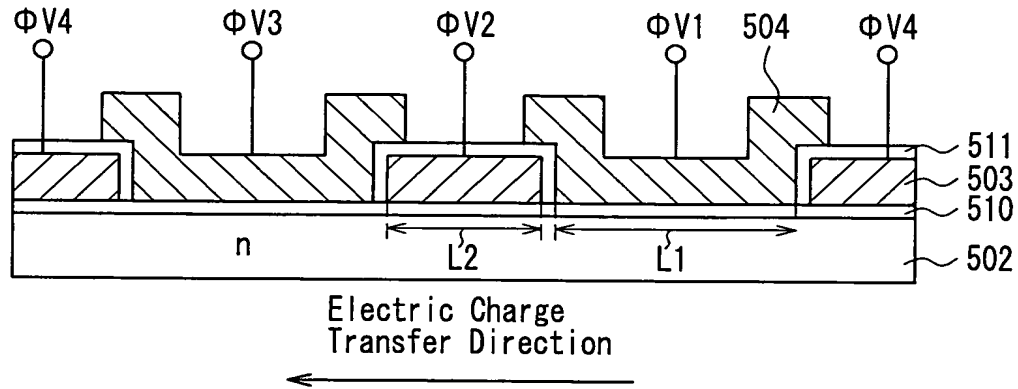 ΦV4 ΦV3 ΦV2 ΦV1 504 ΦV4
511
503
510
n L2 L1 502
Electric Charge
Transfer Direction